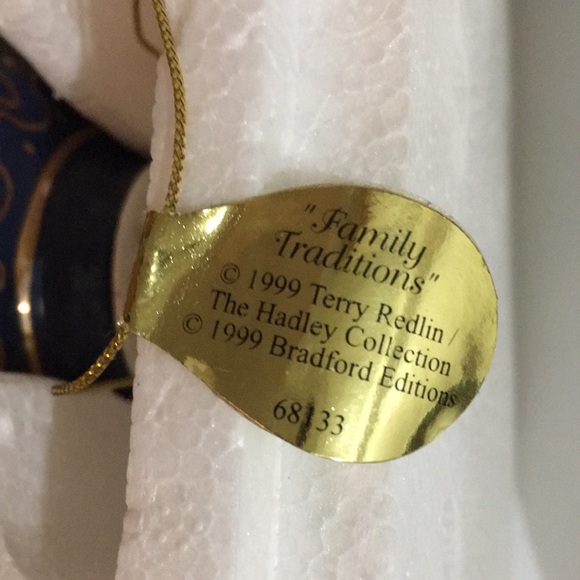 "Family
Traditions"
© 1999 Terry Redlin /
The Hadley Collection
© 1999 Bradford Editions
68133